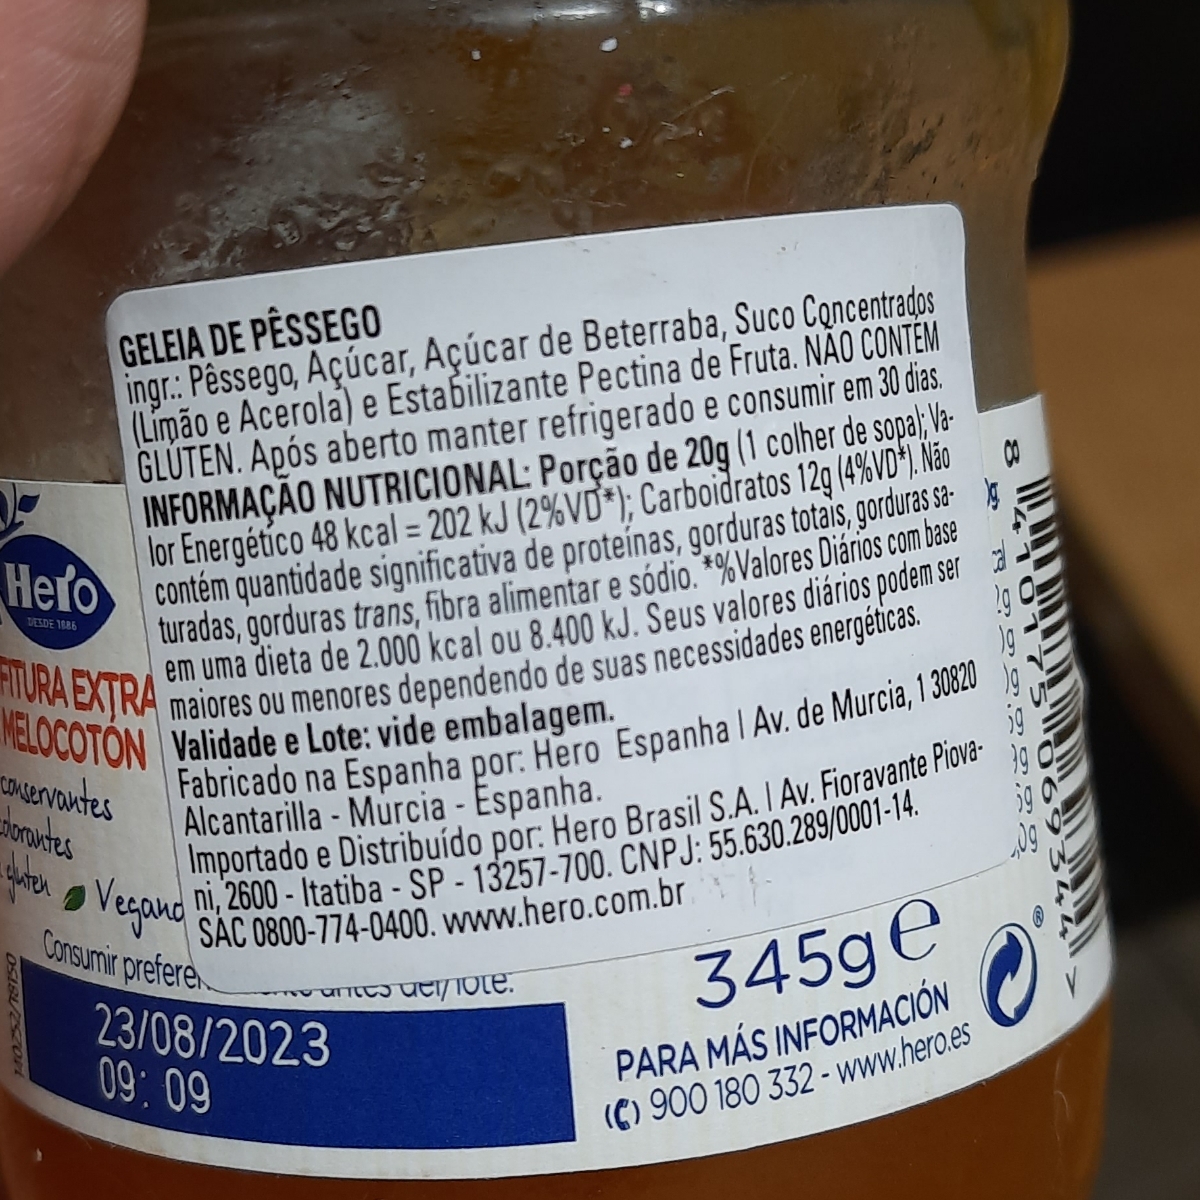 GELEIA DE PÊSSEGO
ingr.: Pêssego, Açúcar, Açúcar de Beterraba, Suco Concentrados
(Limão e Acerola) e Estabilizante Pectina de Fruta. NÃO CONTÉM
GLÚTEN. Após aberto manter refrigerado e consumir em 30 dias.
INFORMAÇÃO NUTRICIONAL: Porção de 20g (1 colher de sopa); Va-
lor Energético 48 kcal = 202 kJ (2%VD*); Carboidratos 12g (4%VD*). Não
contém quantidade significativa de proteínas, gorduras totais, gorduras sa-
turadas, gorduras trans, fibra alimentar e sódio. *%Valores Diários com base
em uma dieta de 2.000 kcal ou 8.400 kJ. Seus valores diários podem ser
maiores ou menores dependendo de suas necessidades energéticas.
Validade e Lote: vide embalagem.
Fabricado na Espanha por: Hero Espanha | Av. de Murcia, 1 30820
Alcantarilla - Murcia - Espanha.
Importado e Distribuído por: Hero Brasil S.A. | Av. Fioravante Piova-
ni, 2600 - Itatiba - SP - 13257-700. CNPJ: 55.630.289/0001-14.
SAC 0800-774-0400. www.hero.com.br
Hero
DESDE 1886
FITURA EXTRA
MELOCOTÓN
conservantes
colorantes
gluten Vegano
Consumir prefere
del/lote:
23/08/2023
09: 09
345g e
PARA MÁS INFORMACIÓN
900 180 332 - www.hero.es
8 410175 069344 >